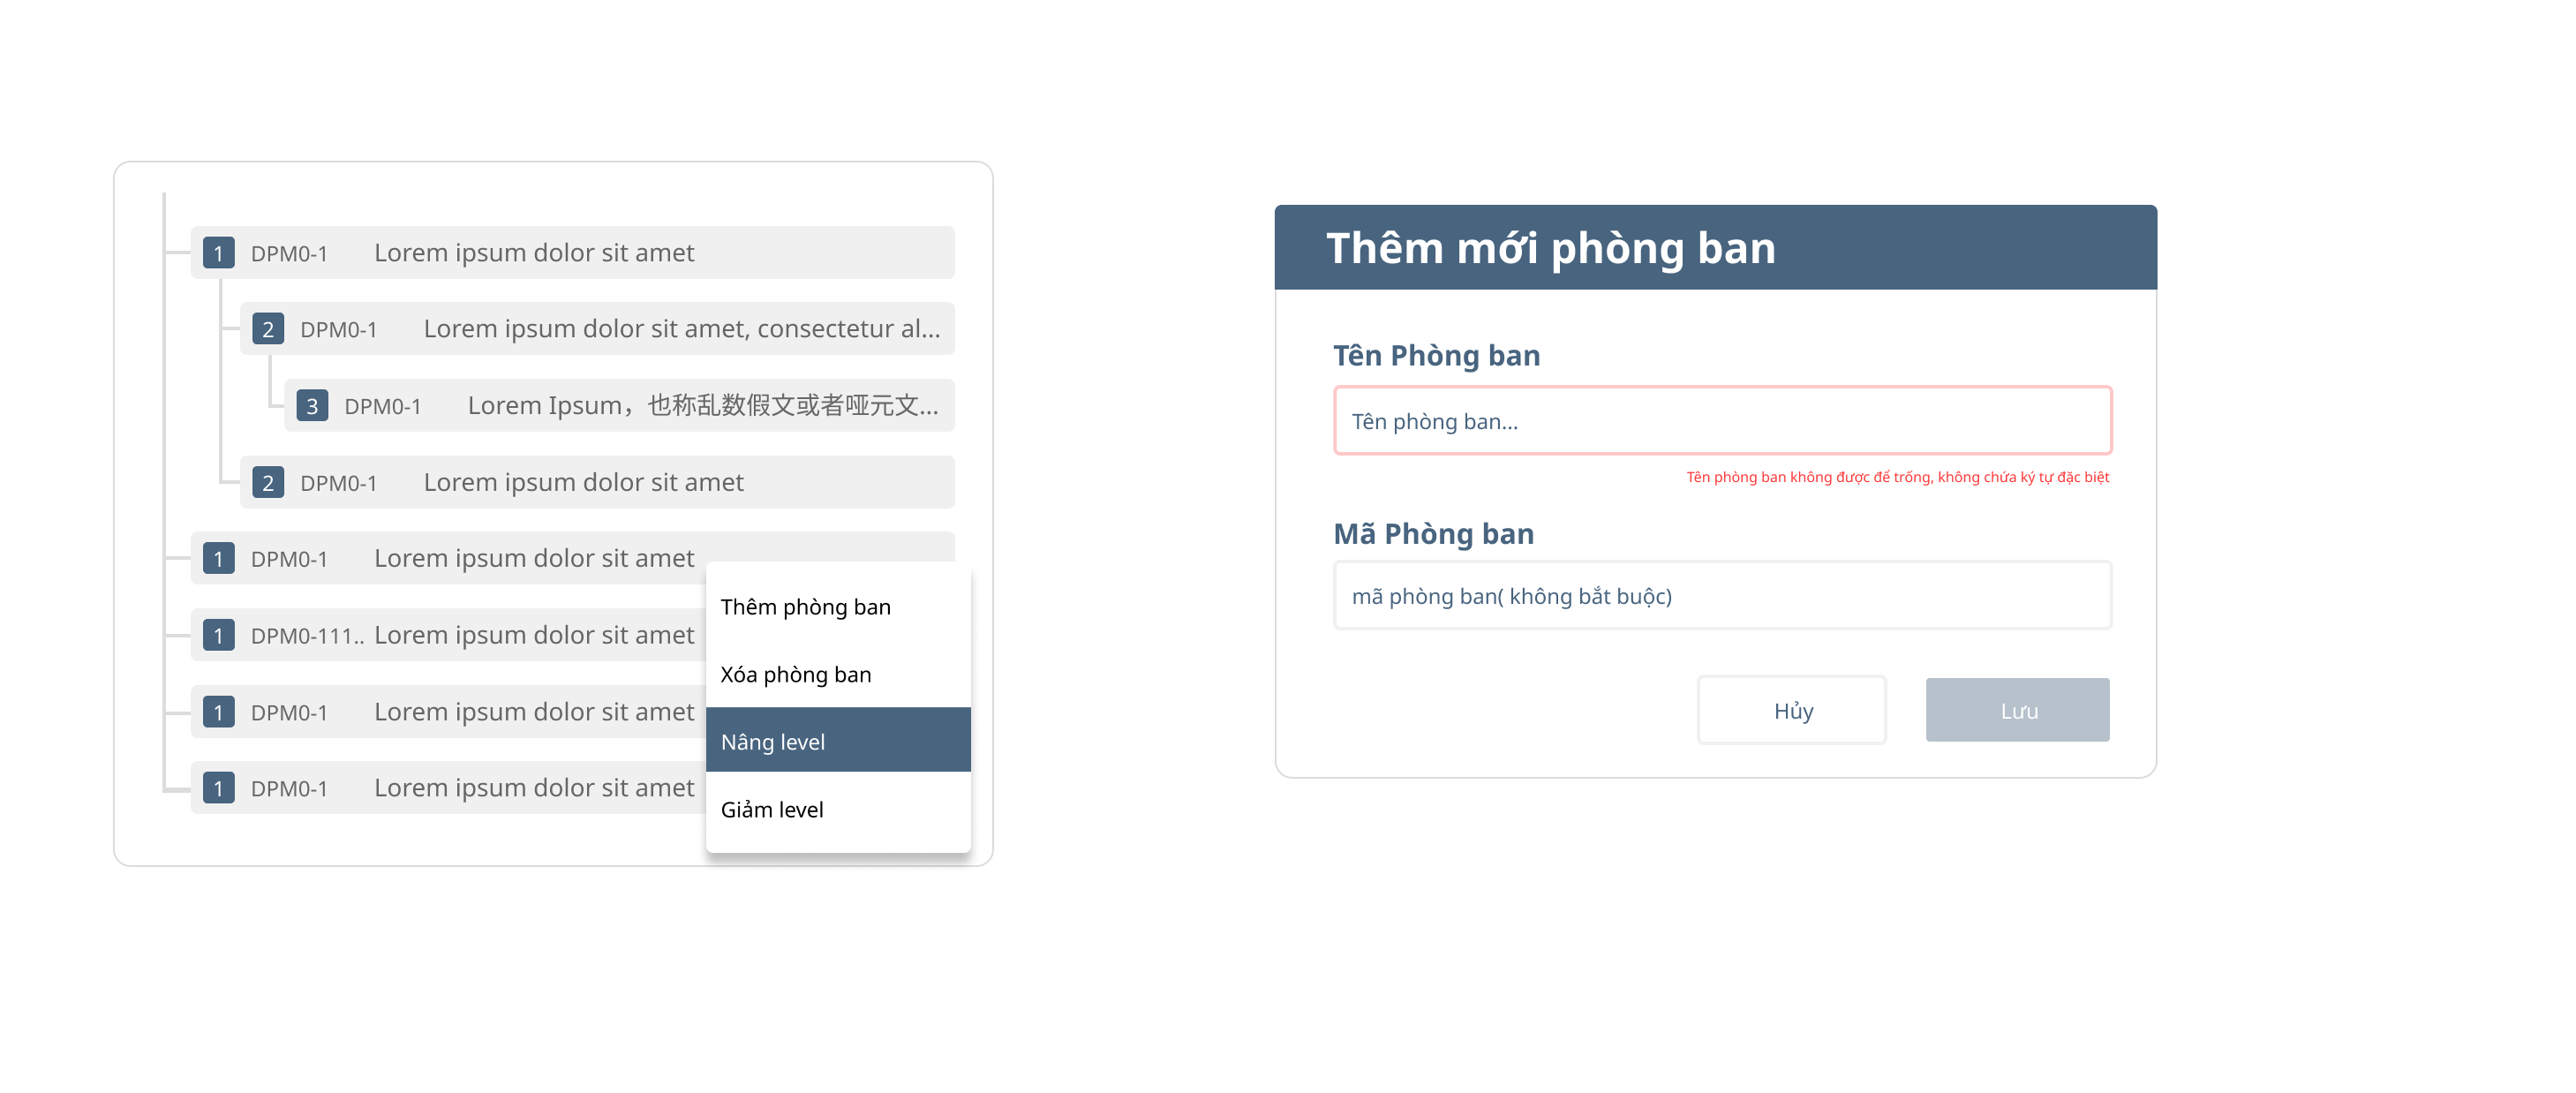 1 DPM0-1 Lorem ipsum dolor sit amet
2 DPM0-1 Lorem ipsum dolor sit amet, consectetur al...
3 DPM0-1 Lorem Ipsum，也称乱数假文或者哑元文...
2 DPM0-1 Lorem ipsum dolor sit amet
1 DPM0-1 Lorem ipsum dolor sit amet
1 DPM0-111.. Lorem ipsum dolor sit amet
1 DPM0-1 Lorem ipsum dolor sit amet
1 DPM0-1 Lorem ipsum dolor sit amet
Thêm phòng ban
Xóa phòng ban
Nâng level
Giảm level
Thêm mới phòng ban
Tên Phòng ban
Tên phòng ban...
Tên phòng ban không được để trống, không chứa ký tự đặc biệt
Mã Phòng ban
mã phòng ban( không bắt buộc)
Hủy
Lưu